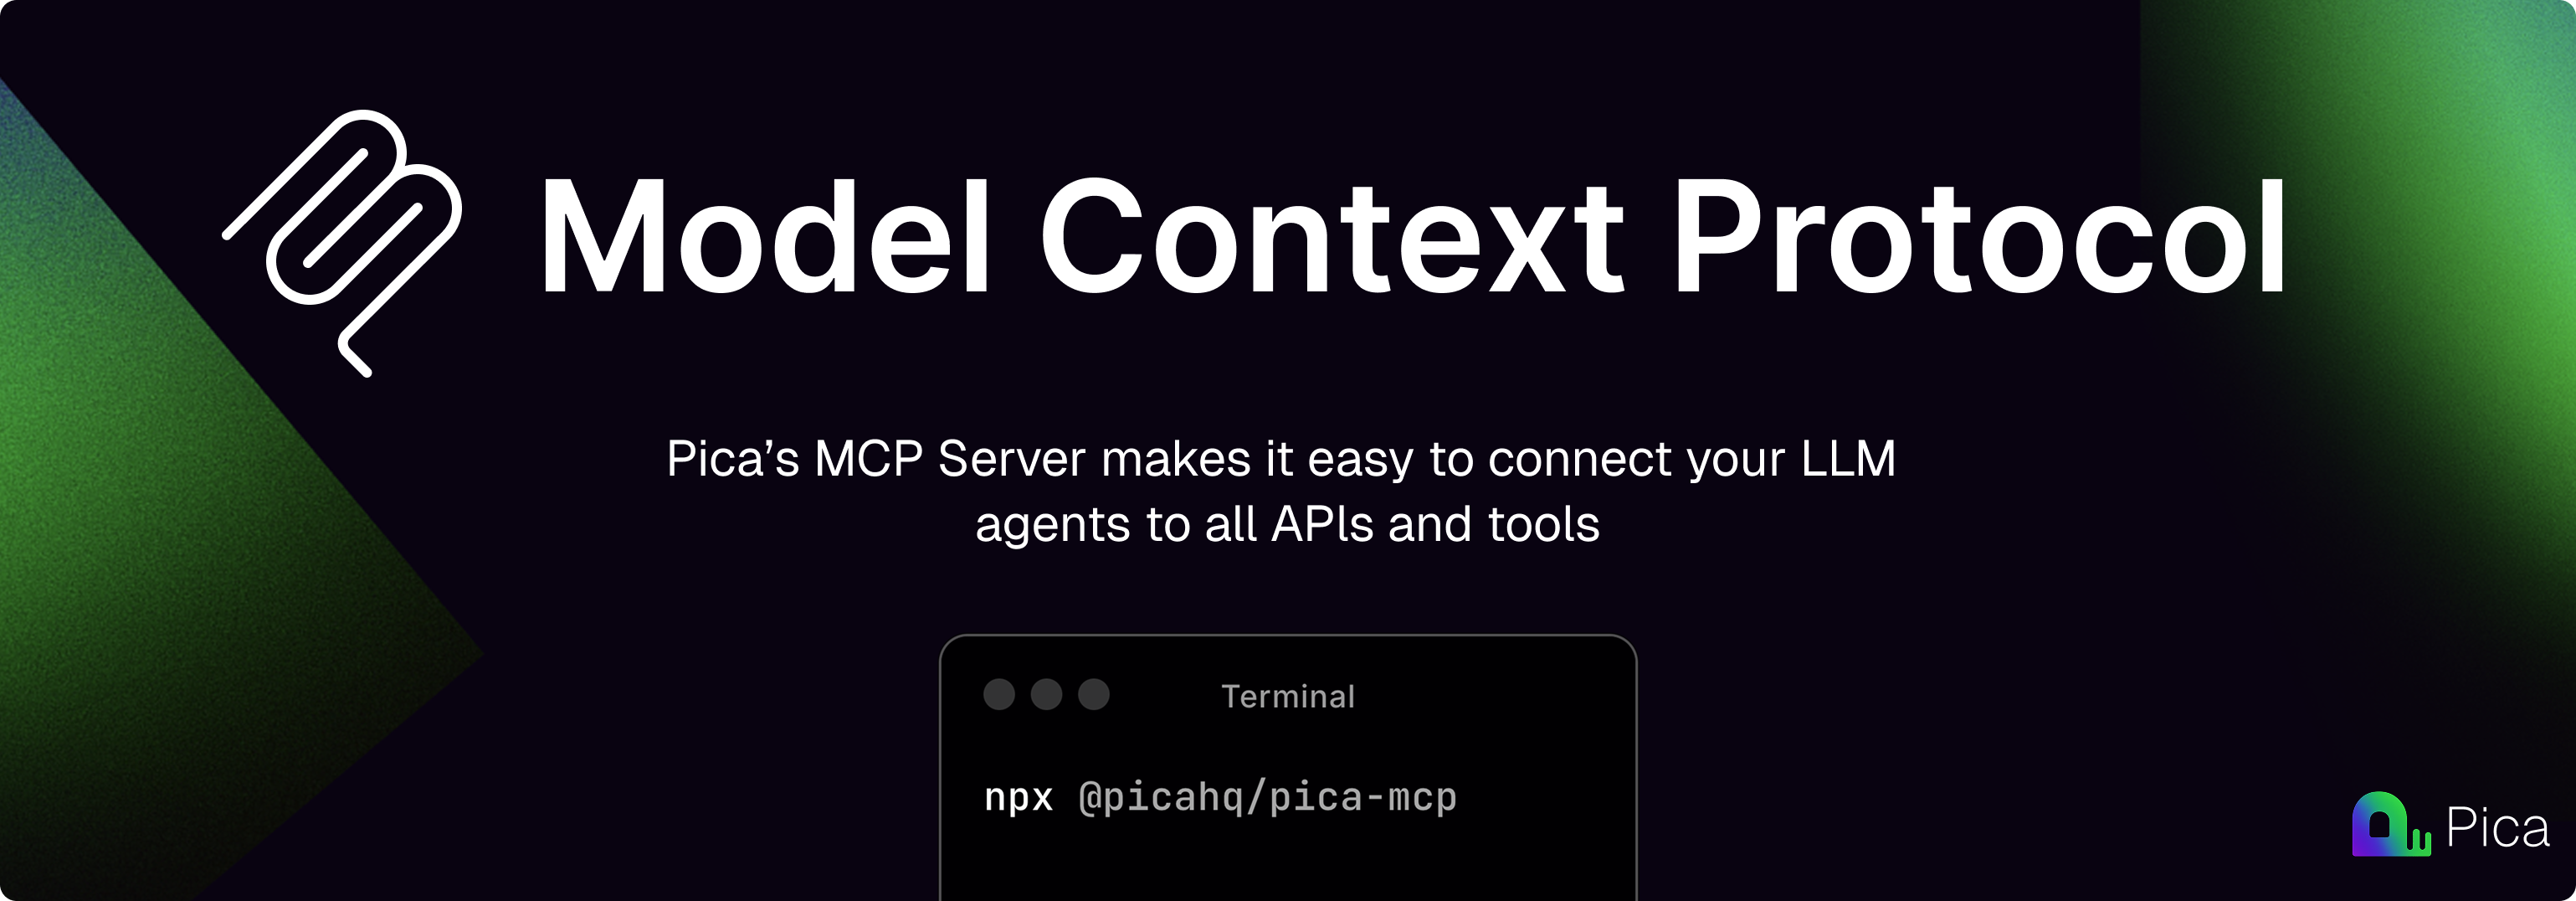 Model Context Protocol
Pica’s MCP Server makes it easy to connect your LLM
agents to all APIs and tools
Terminal
npx @picahq/pica-mcp
Pica